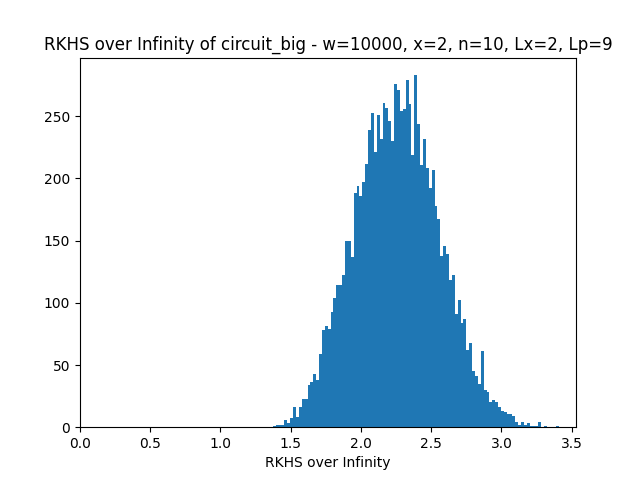 RKHS over Infinity of circuit_big - w=10000, x=2, n=10, Lx=2, Lp=9
250
200
150
100
50
0
0.0 0.5 1.0 1.5 2.0 2.5 3.0 3.5
RKHS over Infinity